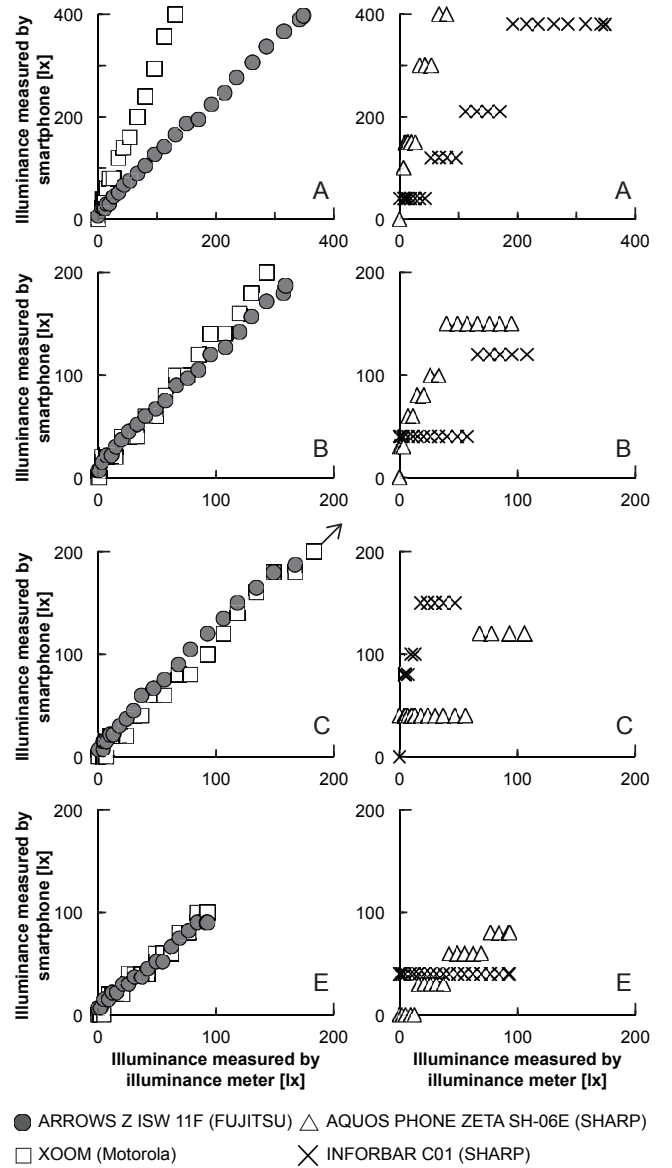 Illuminance measured by
smartphone [lx]
400
200
0
A
0
200
400
400
200
0
A
0
200
400
Illuminance measured by
smartphone [lx]
200
100
0
B
0
100
200
200
100
0
B
0
100
200
Illuminance measured by
smartphone [lx]
200
100
0
C
0
100
200
200
100
0
C
0
100
200
Illuminance measured by
smartphone [lx]
200
100
0
E
0
100
200
200
100
0
E
0
100
200
Illuminance measured by
illuminance meter [lx]
Illuminance measured by
illuminance meter [lx]
ARROWS Z ISW 11F (FUJITSU)
AQUOS PHONE ZETA SH-06E (SHARP)
XOOM (Motorola)
INFORBAR C01 (SHARP)